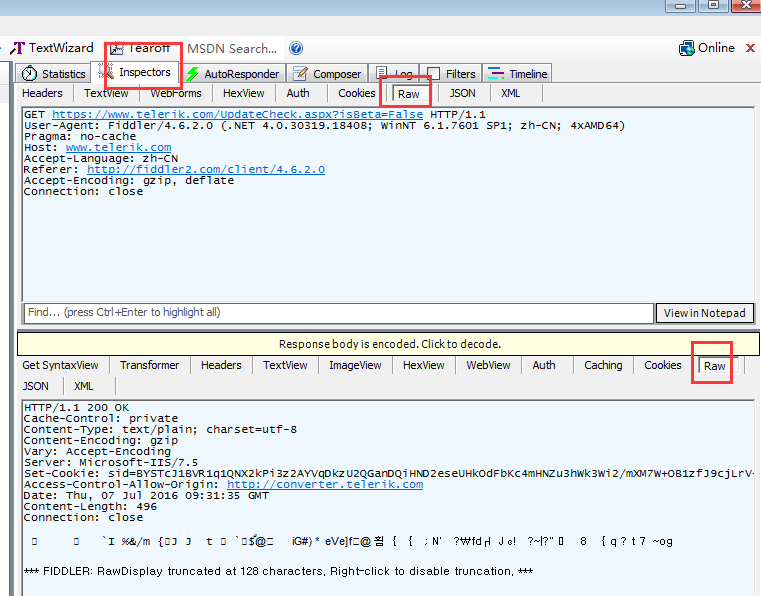 TextWizard Tearoff MSDN Search... Online
Statistics Inspectors AutoResponder Composer Log Filters Timeline
Headers TextView WebForms HexView Auth Cookies Raw JSON XML
GET https://www.telerik.com/UpdateCheck.aspx?isBeta=False HTTP/1.1
User-Agent: Fiddler/4.6.2.0 (.NET 4.0.30319.18408; WinNT 6.1.7601 SP1; zh-CN; 4xAMD64)
Pragma: no-cache
Host: www.telerik.com
Accept-Language: zh-CN
Referer: http://fiddler2.com/client/4.6.2.0
Accept-Encoding: gzip, deflate
Connection: close
Find... (press Ctrl+Enter to highlight all) View in Notepad
Response body is encoded. Click to decode.
Get SyntaxView Transformer Headers TextView ImageView HexView WebView Auth Caching Cookies Raw
JSON XML
HTTP/1.1 200 OK
Cache-Control: private
Content-Type: text/plain; charset=utf-8
Content-Encoding: gzip
Vary: Accept-Encoding
Server: Microsoft-IIS/7.5
Set-Cookie:
Access-Control-Allow-Origin: http://converter.telerik.com
Date: Thu, 07 Jul 2016 09:31:35 GMT
Content-Length: 496
Connection: close
*** FIDDLER: RawDisplay truncated at 128 characters. Right-click to disable truncation. ***